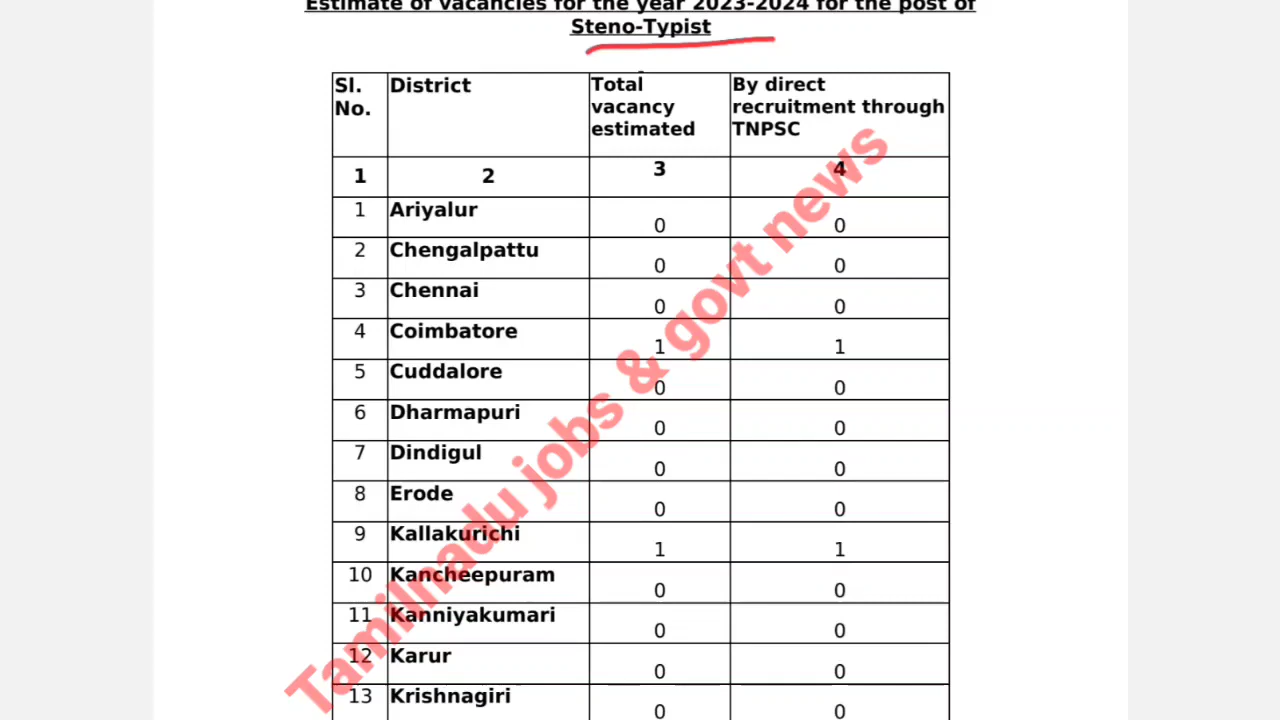 Estimate of vacancies for the year 2023-2024 for the post of
Steno-Typist
Sl. No. District Total vacancy estimated By direct recruitment through TNPSC
1 2 3 4
1 Ariyalur 0 0
2 Chengalpattu 0 0
3 Chennai 0 0
4 Coimbatore 1 1
5 Cuddalore 0 0
6 Dharmapuri 0 0
7 Dindigul 0 0
8 Erode 0 0
9 Kallakurichi 1 1
10 Kancheepuram 0 0
11 Kanniyakumari 0 0
12 Karur 0 0
13 Krishnagiri 0 0
Tamilnadu jobs & govt news